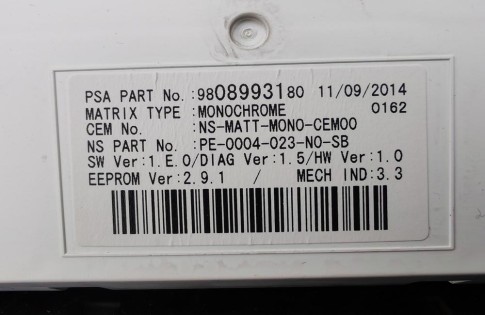 PSA PART No.:9808993180 11/09/2014
MATRIX TYPE :MONOCHROME 0162
CEM No. :NS-MATT-MONO-CEM00
NS PART No. :PE-0004-023-N0-SB
SW Ver:1.E.0/DIAG Ver:1.5/HW Ver:1.0
EEPROM Ver:2.9.1 / MECH IND:3.3